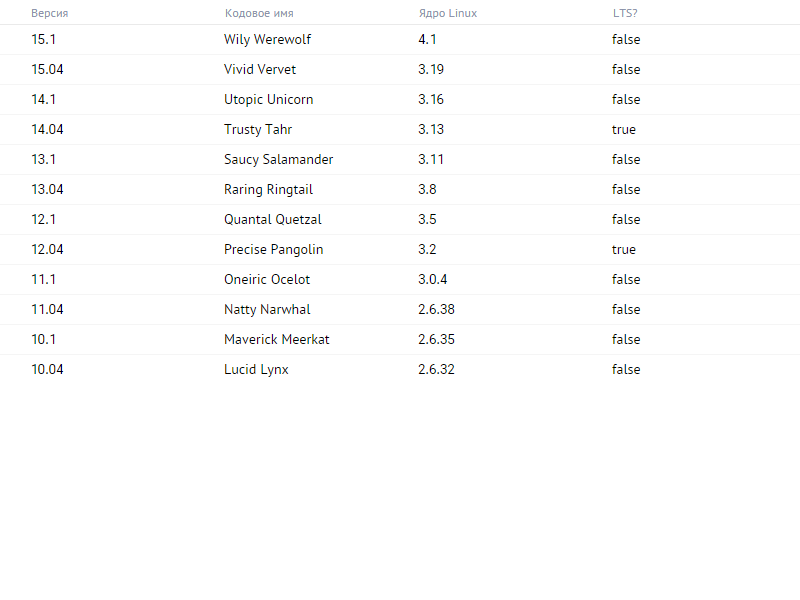 Версия Кодовое имя Ядро Linux LTS?
15.1 Wily Werewolf 4.1 false
15.04 Vivid Vervet 3.19 false
14.1 Utopic Unicorn 3.16 false
14.04 Trusty Tahr 3.13 true
13.1 Saucy Salamander 3.11 false
13.04 Raring Ringtail 3.8 false
12.1 Quantal Quetzal 3.5 false
12.04 Precise Pangolin 3.2 true
11.1 Oneiric Ocelot 3.0.4 false
11.04 Natty Narwhal 2.6.38 false
10.1 Maverick Meerkat 2.6.35 false
10.04 Lucid Lynx 2.6.32 false